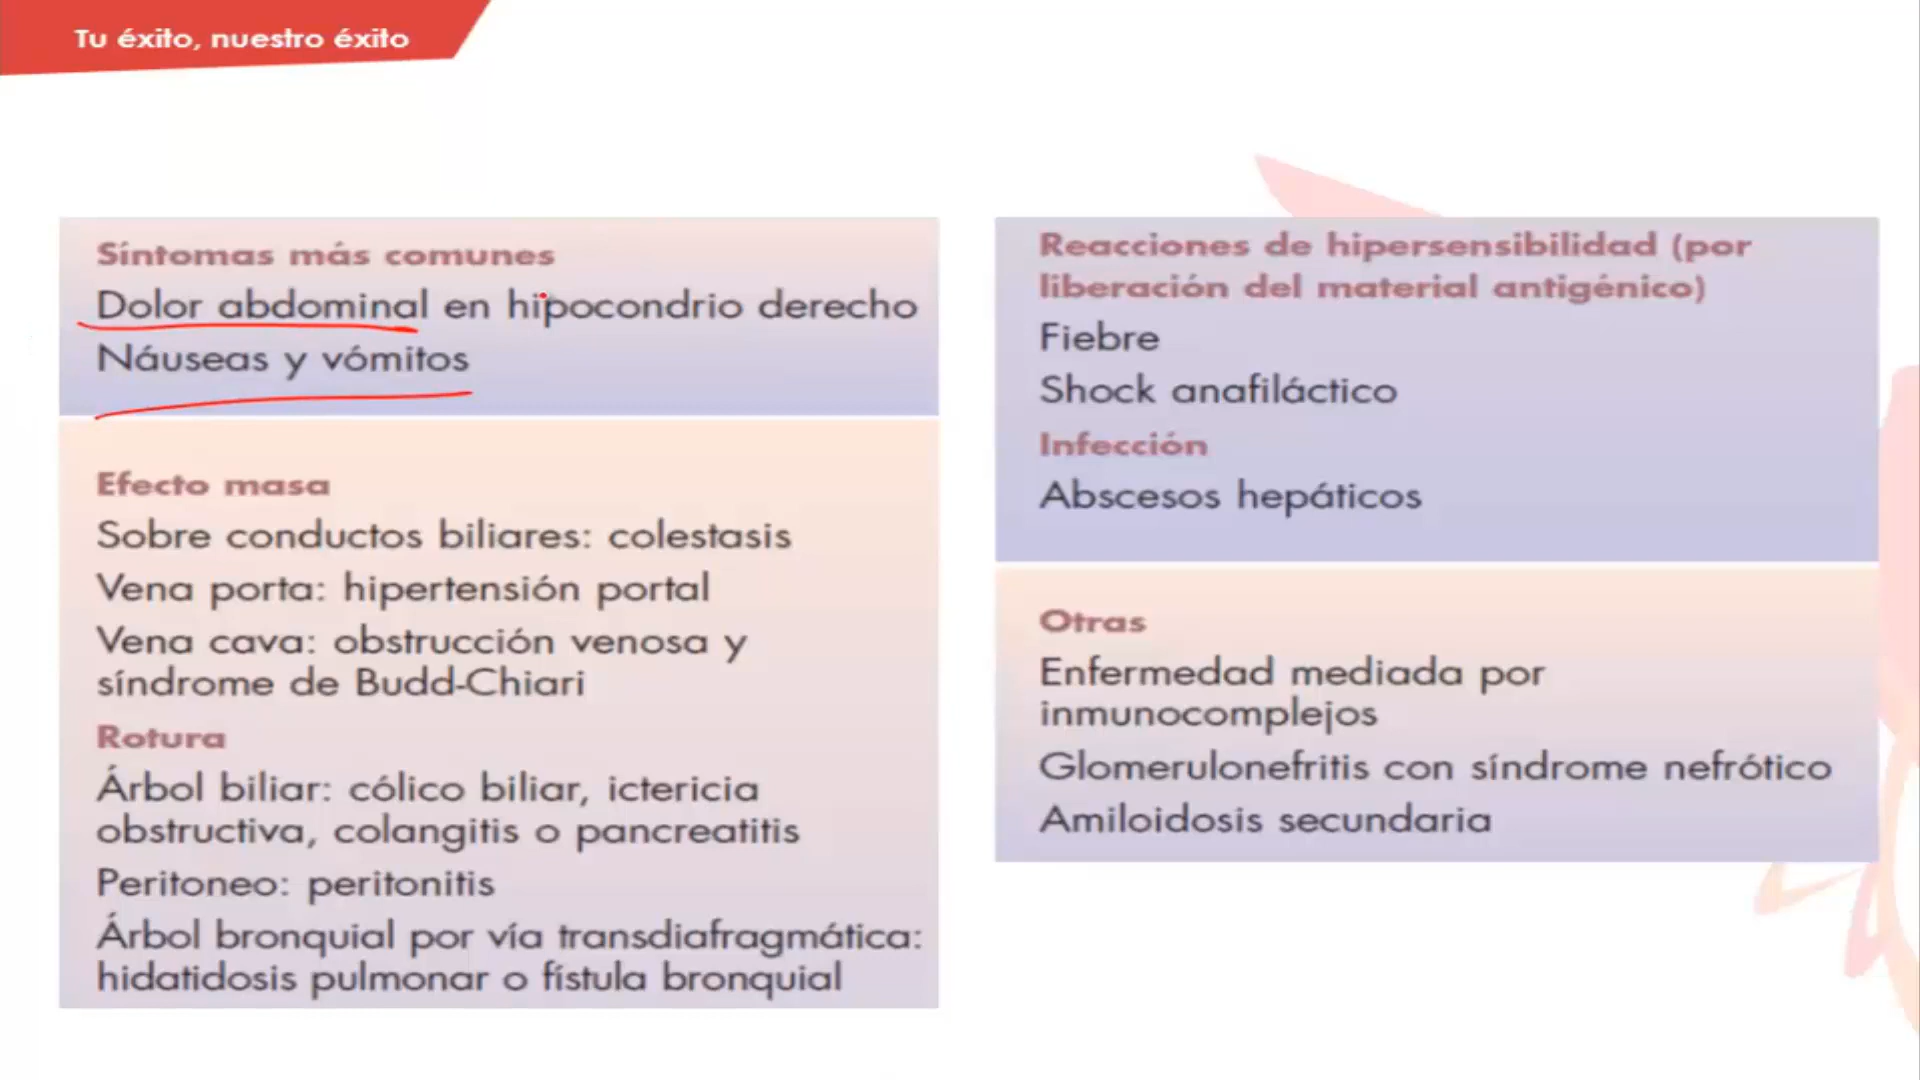 Tu éxito, nuestro éxito
Síntomas más comunes
Dolor abdominal en hipocondrio derecho
Náuseas y vómitos
Efecto masa
Sobre conductos biliares: colestasis
Vena porta: hipertensión portal
Vena cava: obstrucción venosa y
síndrome de Budd-Chiari
Rotura
Árbol biliar: cólico biliar, ictericia
obstructiva, colangitis o pancreatitis
Peritoneo: peritonitis
Árbol bronquial por vía transdiafragmática:
hidatidosis pulmonar o fístula bronquial
Reacciones de hipersensibilidad (por
liberación del material antigénico)
Fiebre
Shock anafiláctico
Infección
Abscesos hepáticos
Otras
Enfermedad mediada por
inmunocomplejos
Glomerulonefritis con síndrome nefrótico
Amiloidosis secundaria